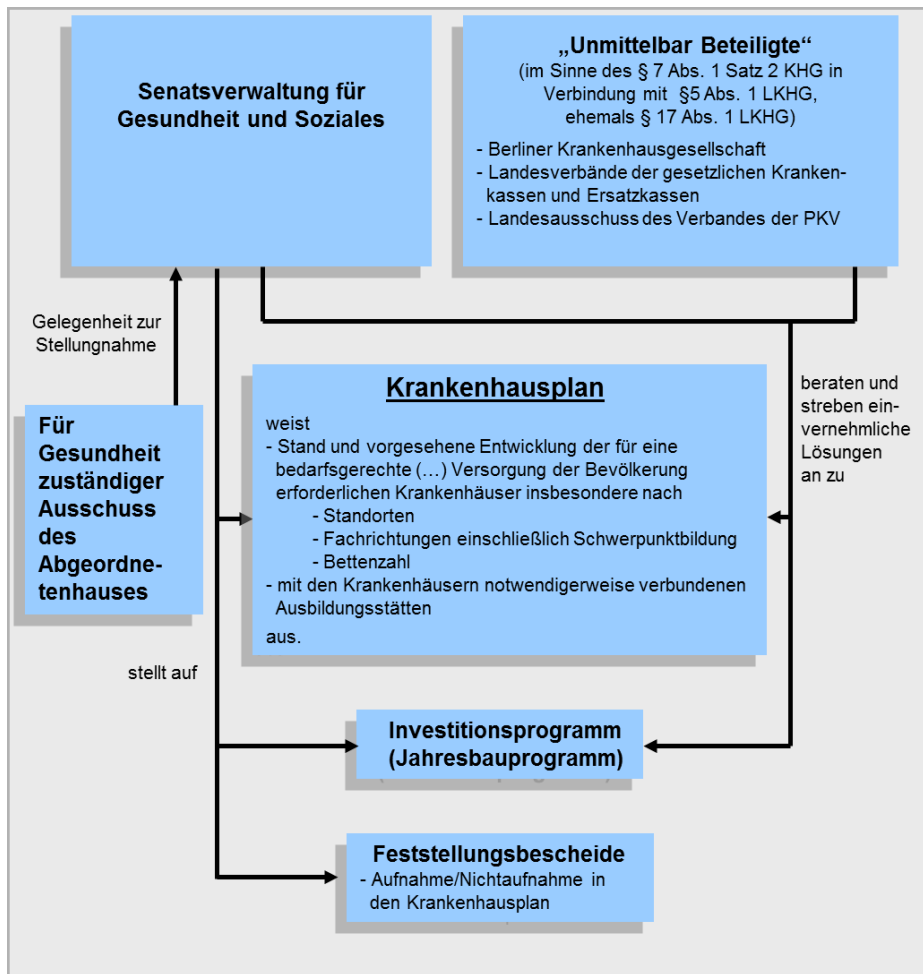 Senatsverwaltung für
Gesundheit und Soziales
„Unmittelbar Beteiligte“
(im Sinne des § 7 Abs. 1 Satz 2 KHG in
Verbindung mit §5 Abs. 1 LKHG,
ehemals § 17 Abs. 1 LKHG)
- Berliner Krankenhausgesellschaft
- Landesverbände der gesetzlichen Kranken-
kassen und Ersatzkassen
- Landesausschuss des Verbandes der PKV
Gelegenheit zur
Stellungnahme
Für
Gesundheit
zuständiger
Ausschuss
des
Abgeordne-
tenhauses
Krankenhausplan
weist
- Stand und vorgesehene Entwicklung der für eine
bedarfsgerechte (…) Versorgung der Bevölkerung
erforderlichen Krankenhäuser insbesondere nach
- Standorten
- Fachrichtungen einschließlich Schwerpunktbildung
- Bettenzahl
- mit den Krankenhäusern notwendigerweise verbundenen
Ausbildungsstätten
aus.
beraten und
streben ein-
vernehmliche
Lösungen
an zu
stellt auf
Investitionsprogramm
(Jahresbauprogramm)
Feststellungsbescheide
- Aufnahme/Nichtaufnahme in
den Krankenhausplan